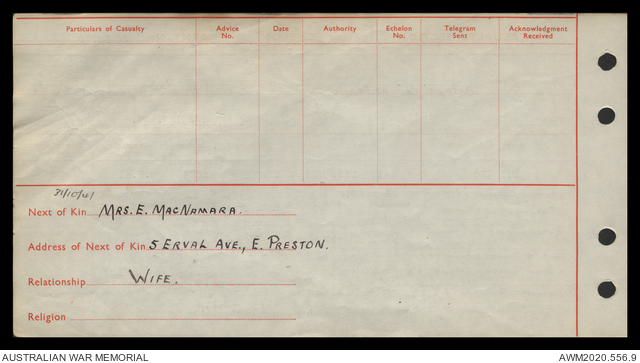 Particulars of Casualty Advice No. Date Authority Echelon No. Telegram Sent Acknowledgment Received
31/10/41
Next of Kin MRS. E. MACNAMARA.
Address of Next of Kin 5 ERVAL AVE., E. PRESTON.
Relationship WIFE.
Religion
AUSTRALIAN WAR MEMORIAL AWM2020.556.9